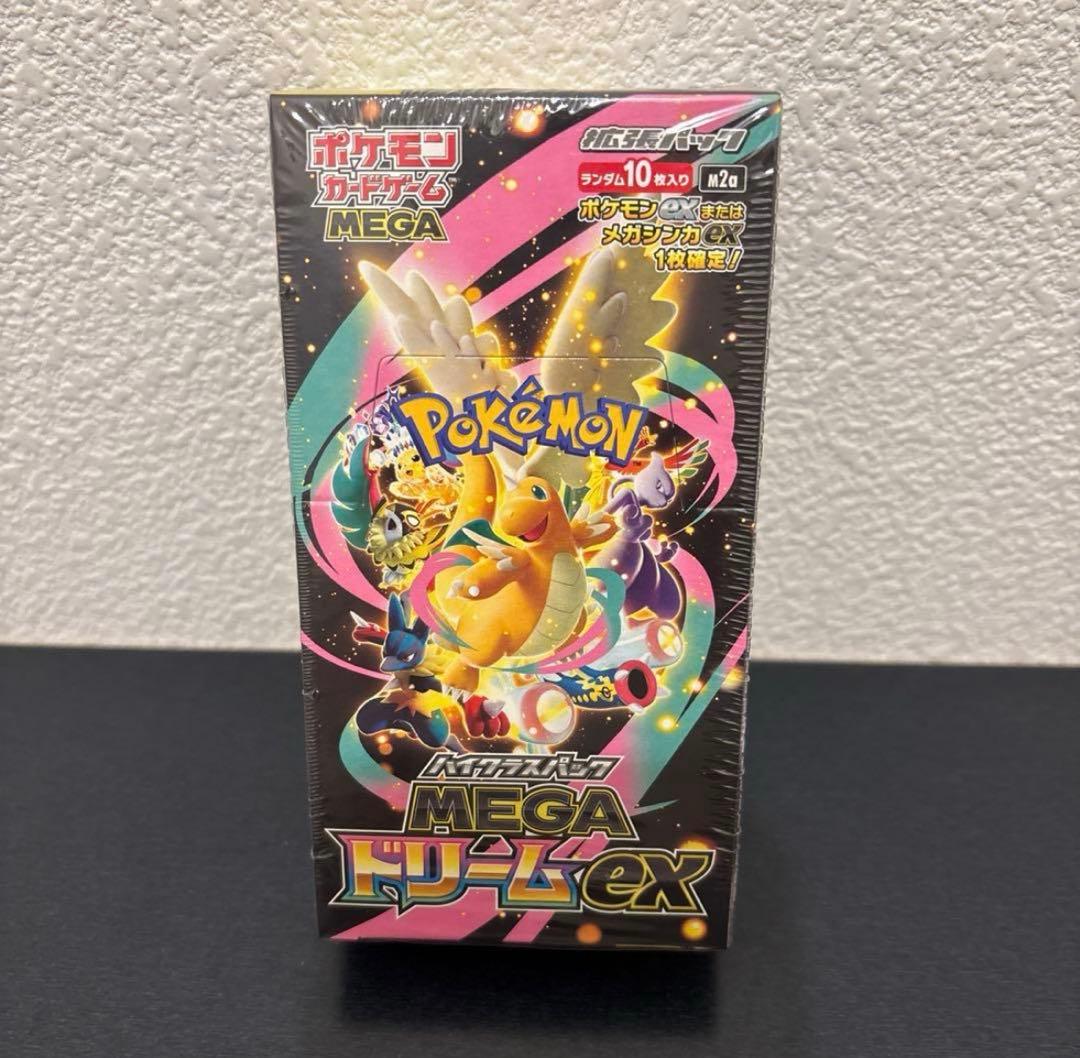 ポケモン
カードゲーム
MEGA
拡張パック
ランダム10枚入り M2a
ポケモンexまたは
メガシンカex
1枚確定！
POKÉMON
ハイクラスパック
MEGA
ドリームex